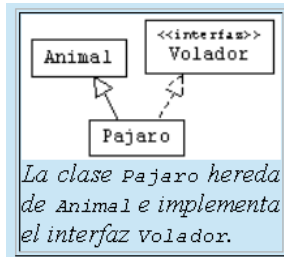 <<interfaz>>
Animal
Volador
Pajaro
La clase Pajaro hereda
de Animal e implementa
el interfaz Volador.